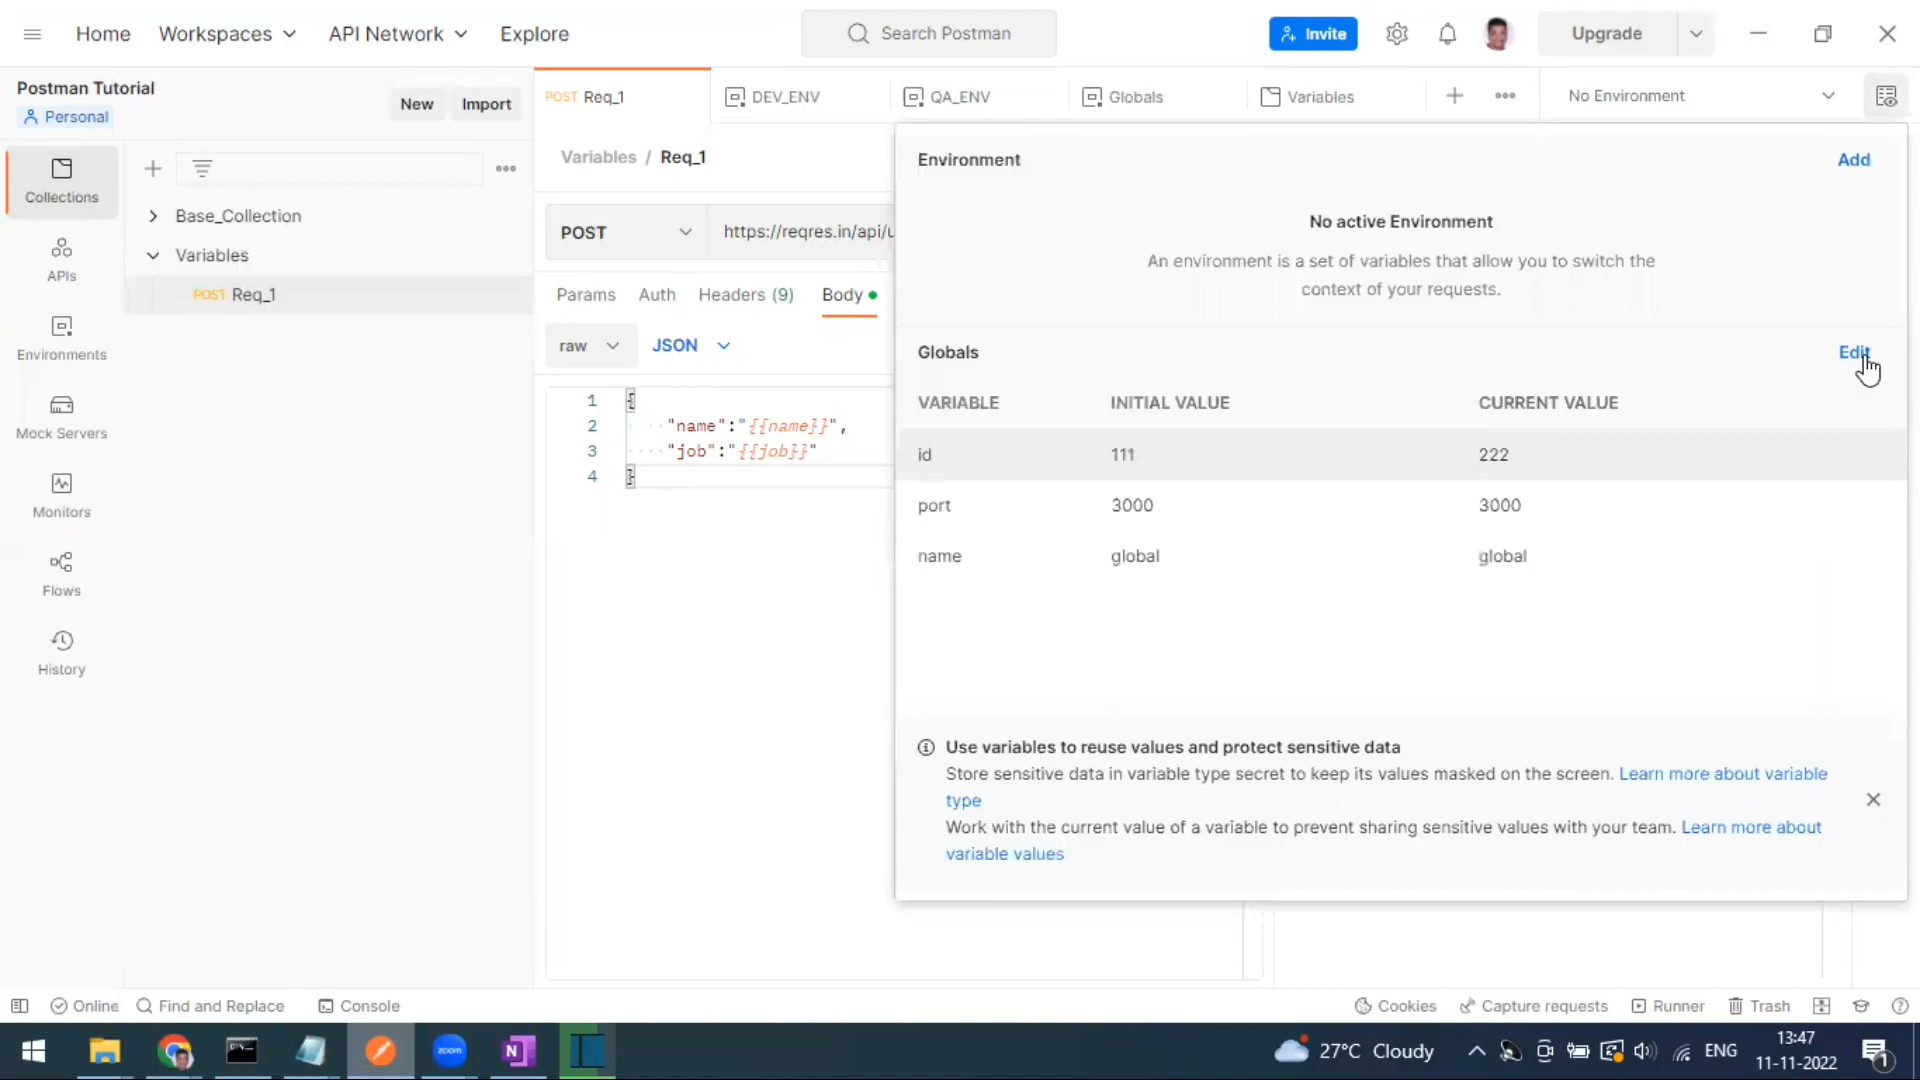 Home
Workspaces
API Network
Explore
Search Postman
Invite
Upgrade
Postman Tutorial
Personal
New
Import
POST Req_1
DEV_ENV
QA_ENV
Globals
Variables
No Environment
Collections
APIs
Environments
Mock Servers
Monitors
Flows
History
Base_Collection
Variables
POST Req_1
Variables / Req_1
POST
https://reqres.in/api/u
Params
Auth
Headers (9)
Body
raw
JSON
1 {
2 "name":"{{name}}",
3 "job":"{{job}}"
4 }
Environment
Add
No active Environment
An environment is a set of variables that allow you to switch the
context of your requests.
Globals
Edit
VARIABLE INITIAL VALUE CURRENT VALUE
id 111 222
port 3000 3000
name global global
Use variables to reuse values and protect sensitive data
Store sensitive data in variable type secret to keep its values masked on the screen. Learn more about variable
type
Work with the current value of a variable to prevent sharing sensitive values with your team. Learn more about
variable values
Online
Find and Replace
Console
Cookies
Capture requests
Runner
Trash
zoom
N
27°C Cloudy
ENG
13:47
11-11-2022
1